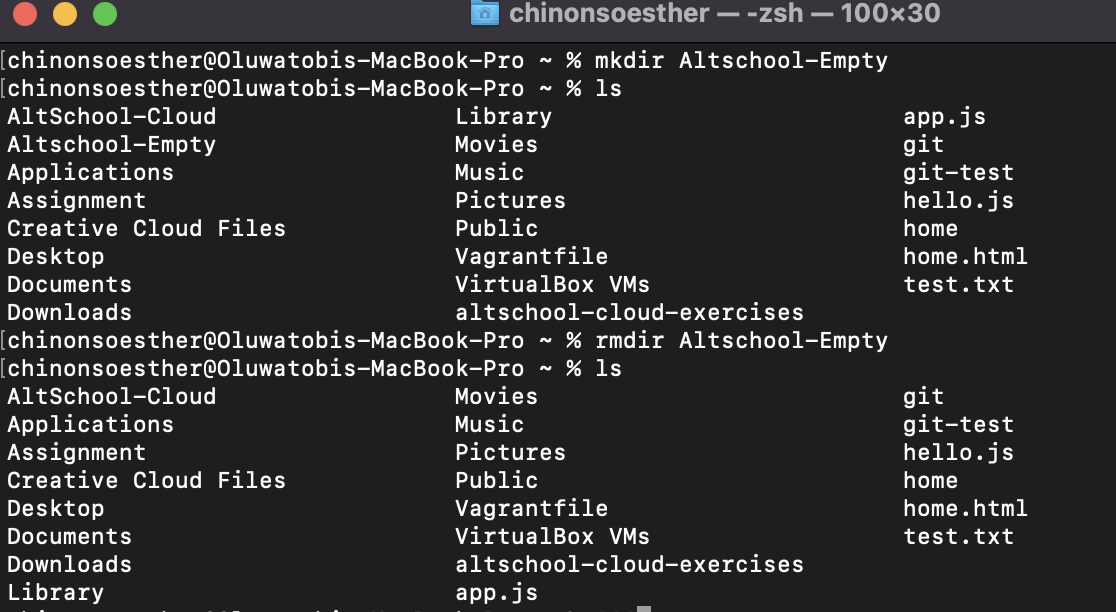 chinonsoesther — -zsh — 100×30
[chinonsoesther@Oluwatobis-MacBook-Pro ~ % mkdir Altschool-Empty
[chinonsoesther@Oluwatobis-MacBook-Pro ~ % ls
AltSchool-Cloud Library app.js
Altschool-Empty Movies git
Applications Music git-test
Assignment Pictures hello.js
Creative Cloud Files Public home
Desktop Vagrantfile home.html
Documents VirtualBox VMs test.txt
Downloads altschool-cloud-exercises
[chinonsoesther@Oluwatobis-MacBook-Pro ~ % rmdir Altschool-Empty
[chinonsoesther@Oluwatobis-MacBook-Pro ~ % ls
AltSchool-Cloud Movies git
Applications Music git-test
Assignment Pictures hello.js
Creative Cloud Files Public home
Desktop Vagrantfile home.html
Documents VirtualBox VMs test.txt
Downloads altschool-cloud-exercises
Library app.js